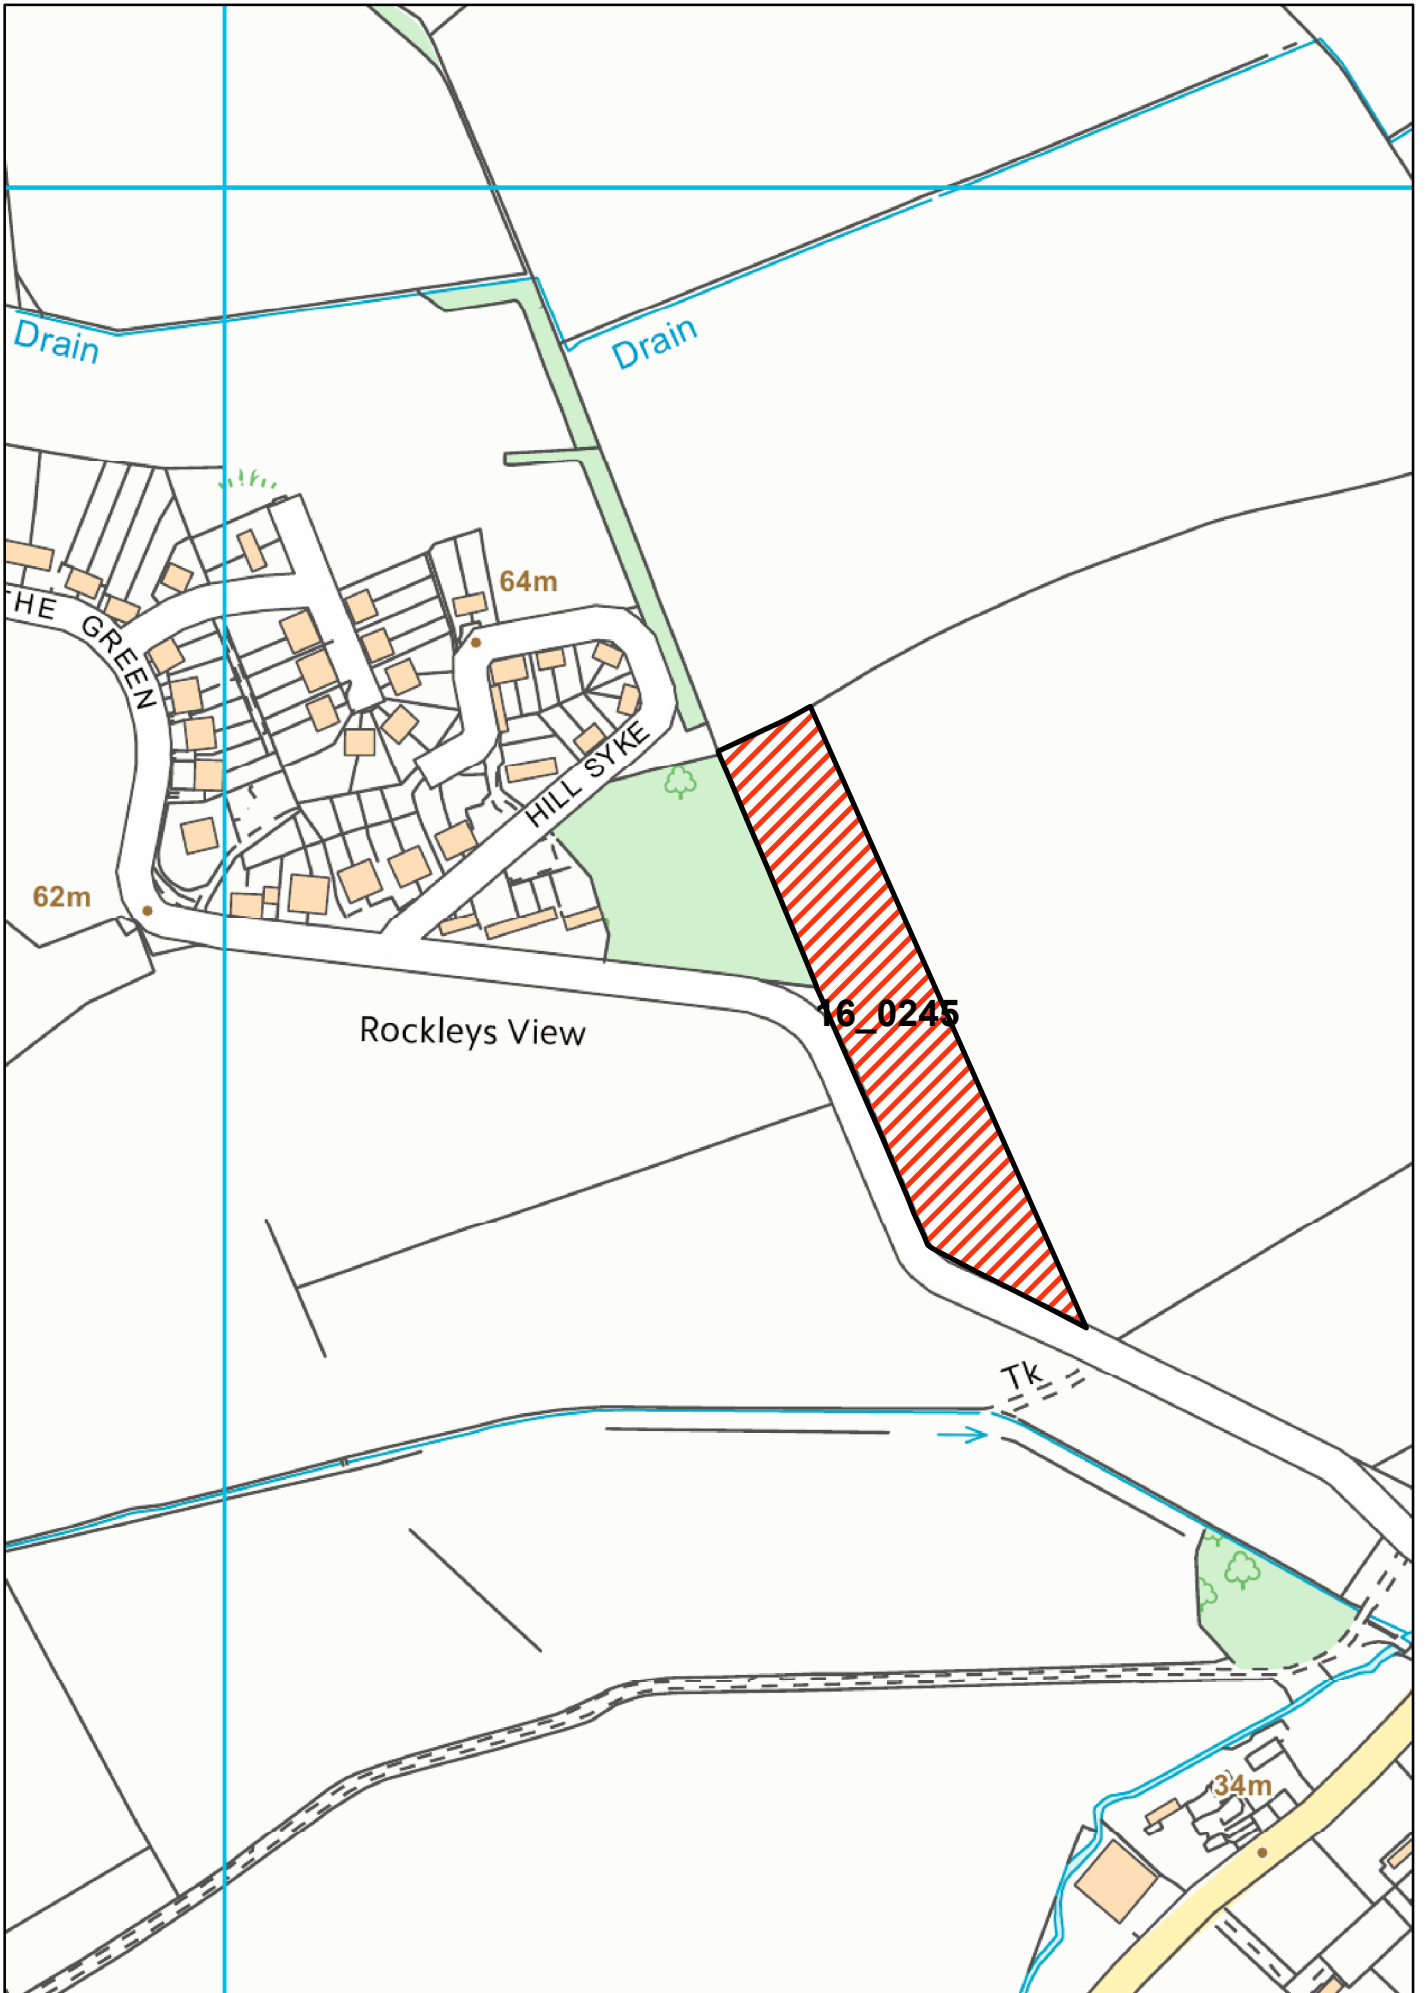 Drain
Drain
64m
THE GREEN
HILL SYKE
62m
16_0245
Rockleys View
Tk
34m